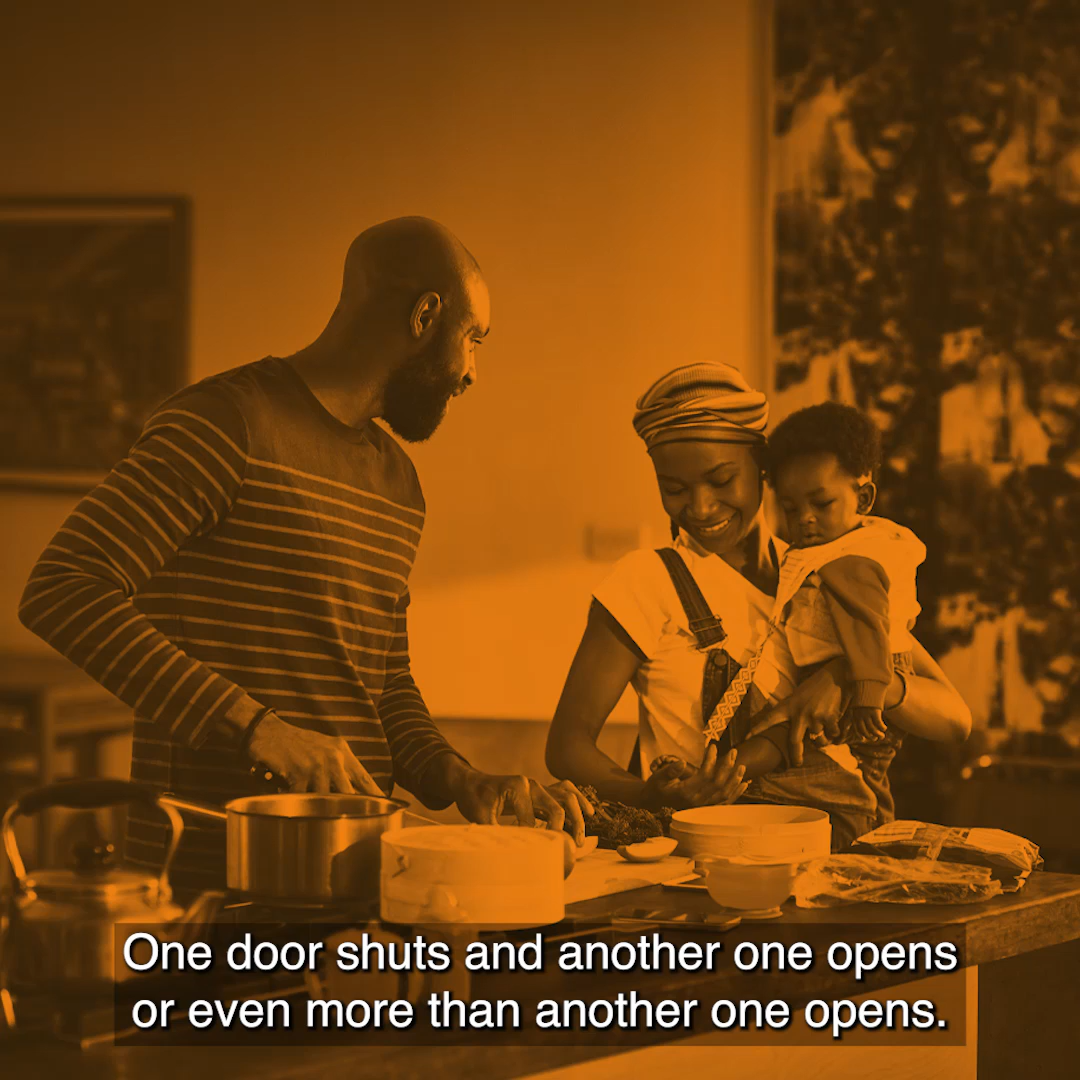 One door shuts and another one opens
or even more than another one opens.